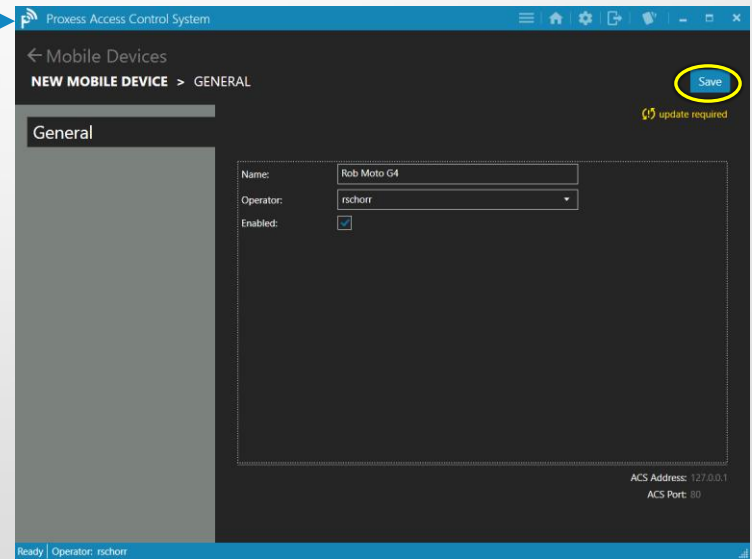 Proxess Access Control System
Mobile Devices
NEW MOBILE DEVICE > GENERAL
Save
update required
General
Name: Rob Moto G4
Operator: rschorr
Enabled:
ACS Address: 127.0.0.1
ACS Port: 80
Ready Operator: rschorr